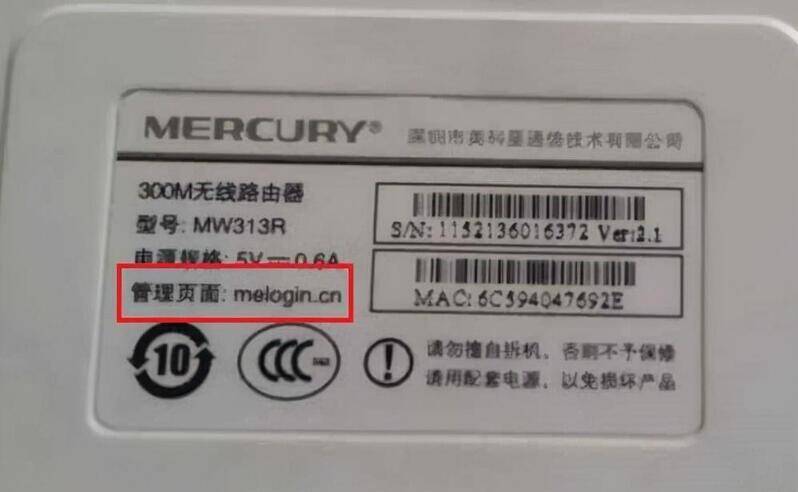 MERCURY® 深圳市美科星通信技术有限公司
300M无线路由器
型号: MW313R
电源规格: 5V⎓0.6A
管理页面: melogin.cn
S/N: 1152136016372 Ver:2.1
MAC: 6C594047692E
10
CCC
请勿擅自拆机，否则不予保修
请用配套电源，以免损坏产品